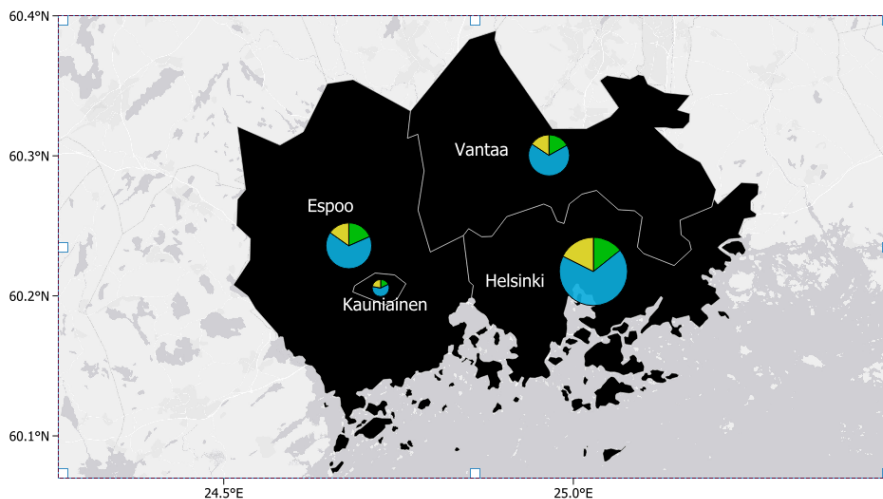 60.4°N
60.3°N
60.2°N
60.1°N
Vantaa
Espoo
Helsinki
Kauniainen
24.5°E
25.0°E